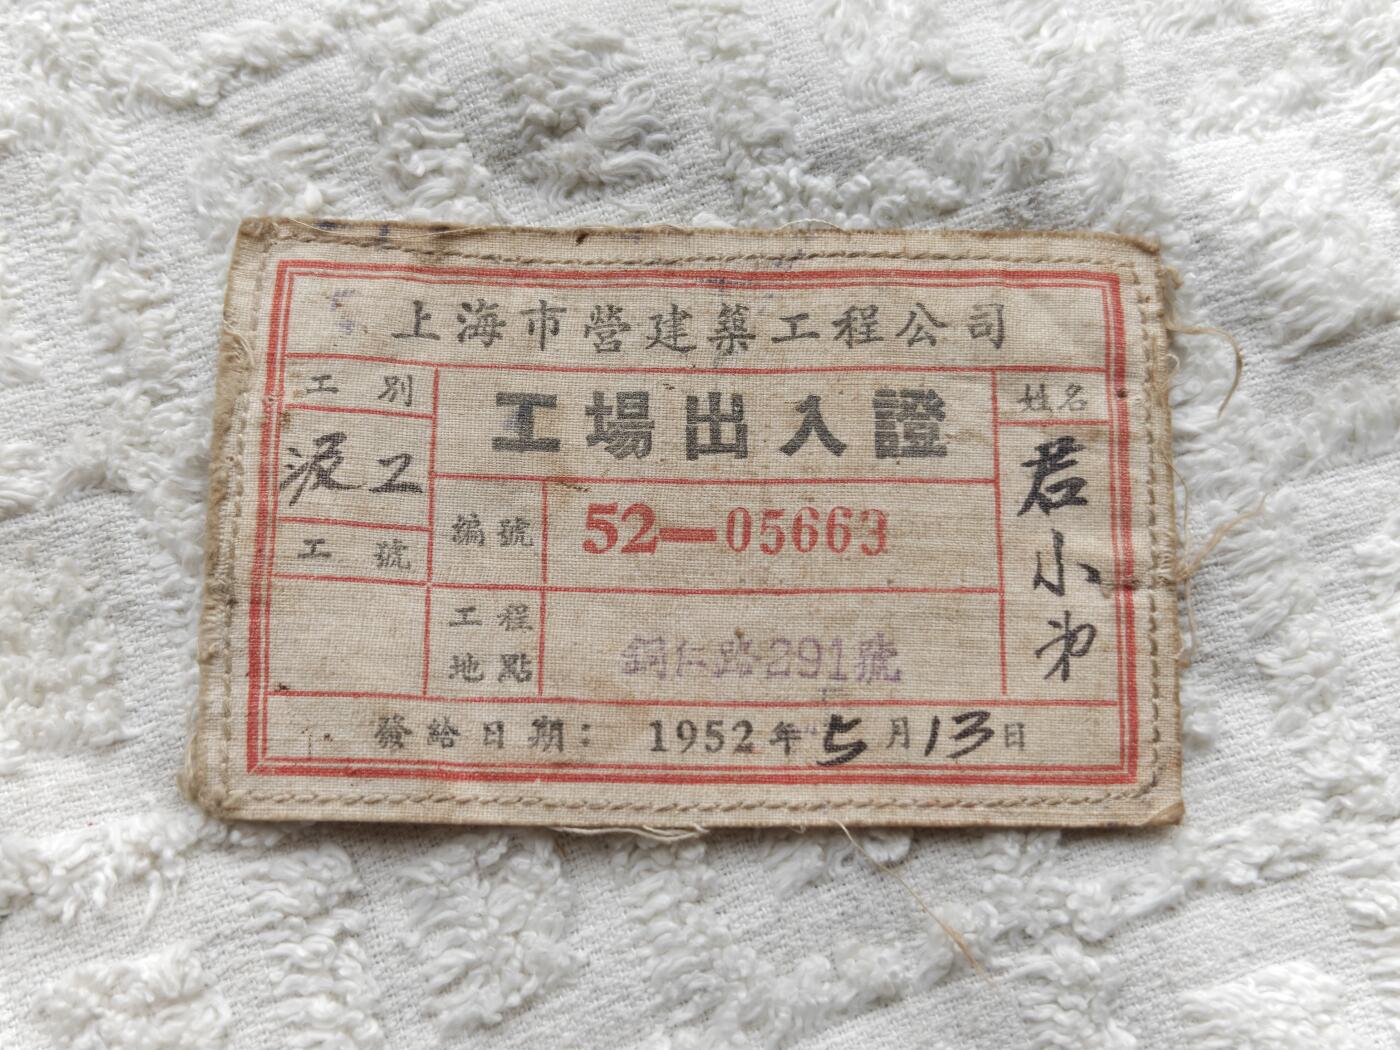 上海市營建築工程公司
工場出入證
姓名
君小弟
工別
派工
工號
編號
52—05663
工程地點
銅仁路291號
發給日期：1952年5月13日